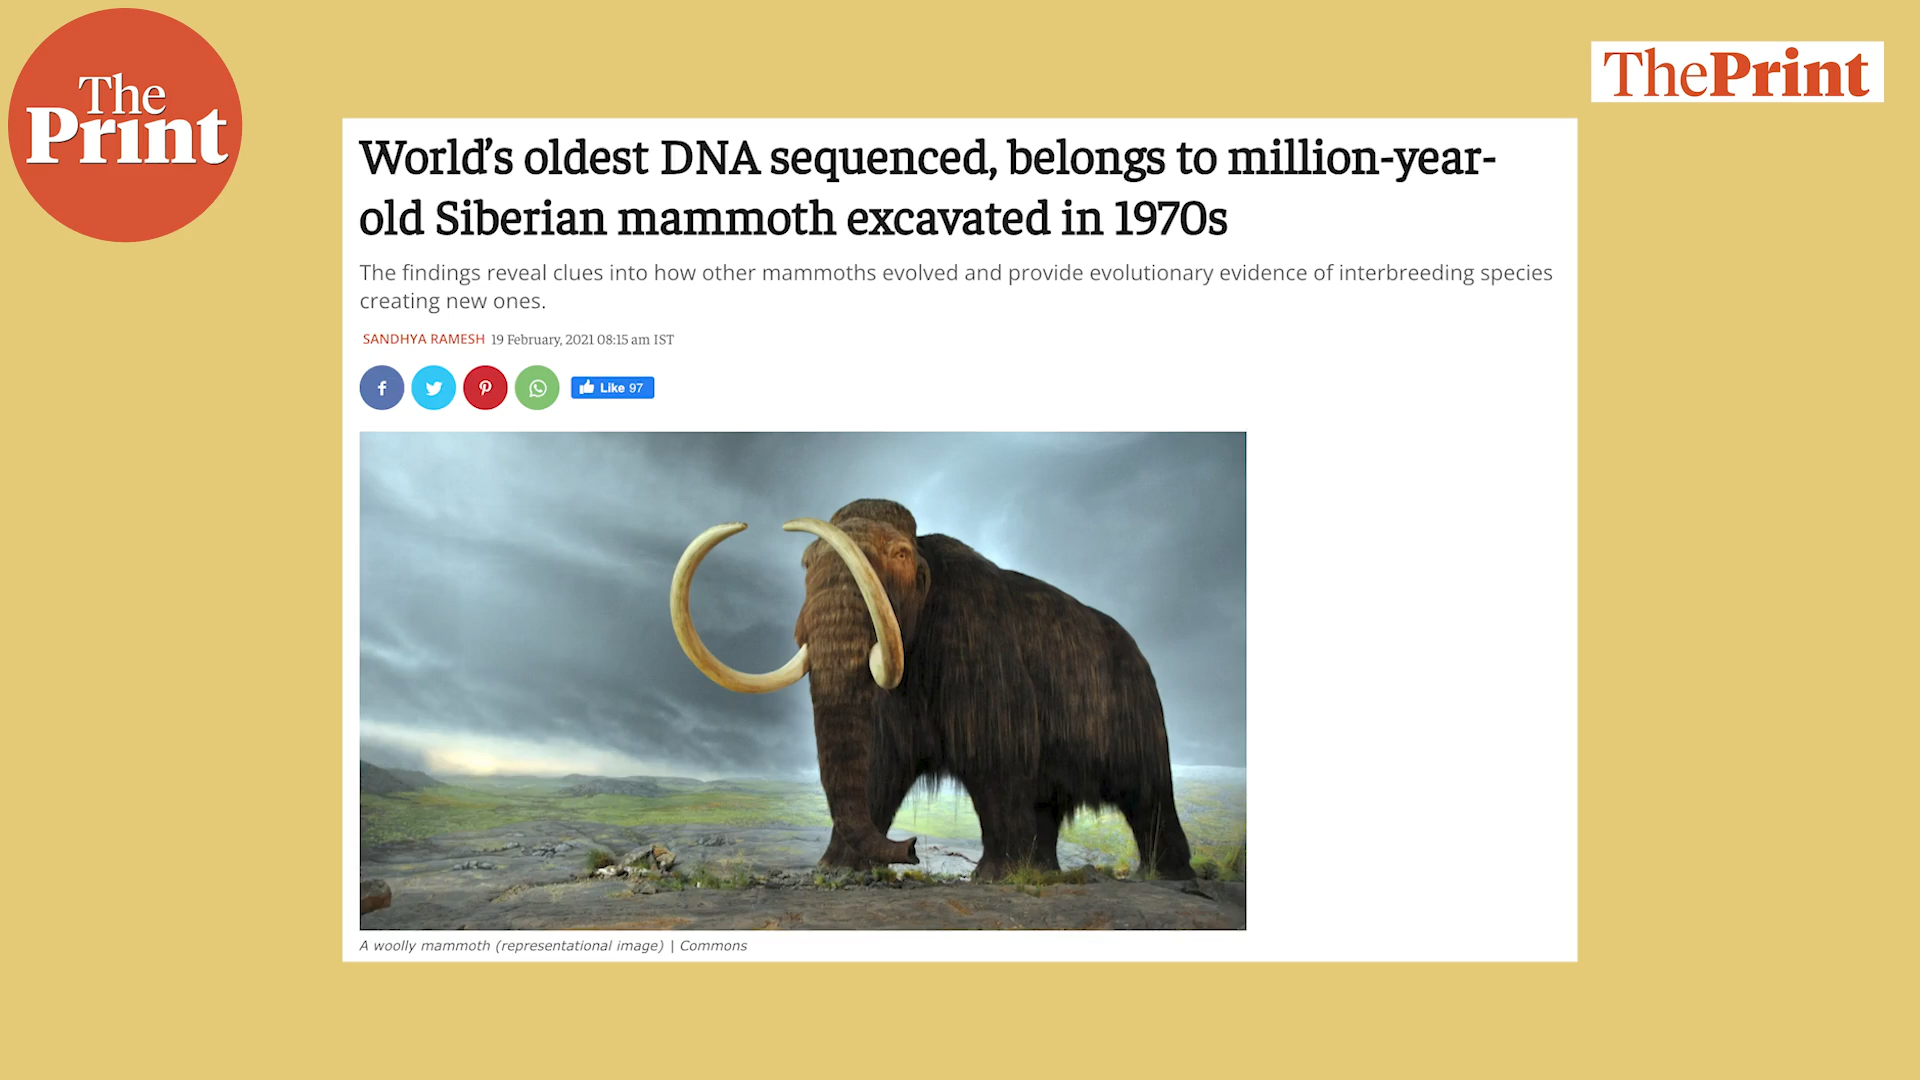 The
Print
ThePrint
World's oldest DNA sequenced, belongs to million-year-
old Siberian mammoth excavated in 1970s
The findings reveal clues into how other mammoths evolved and provide evolutionary evidence of interbreeding species
creating new ones.
SANDHYA RAMESH 19 February, 2021 08:15 am IST
Like 97
A woolly mammoth (representational image) | Commons